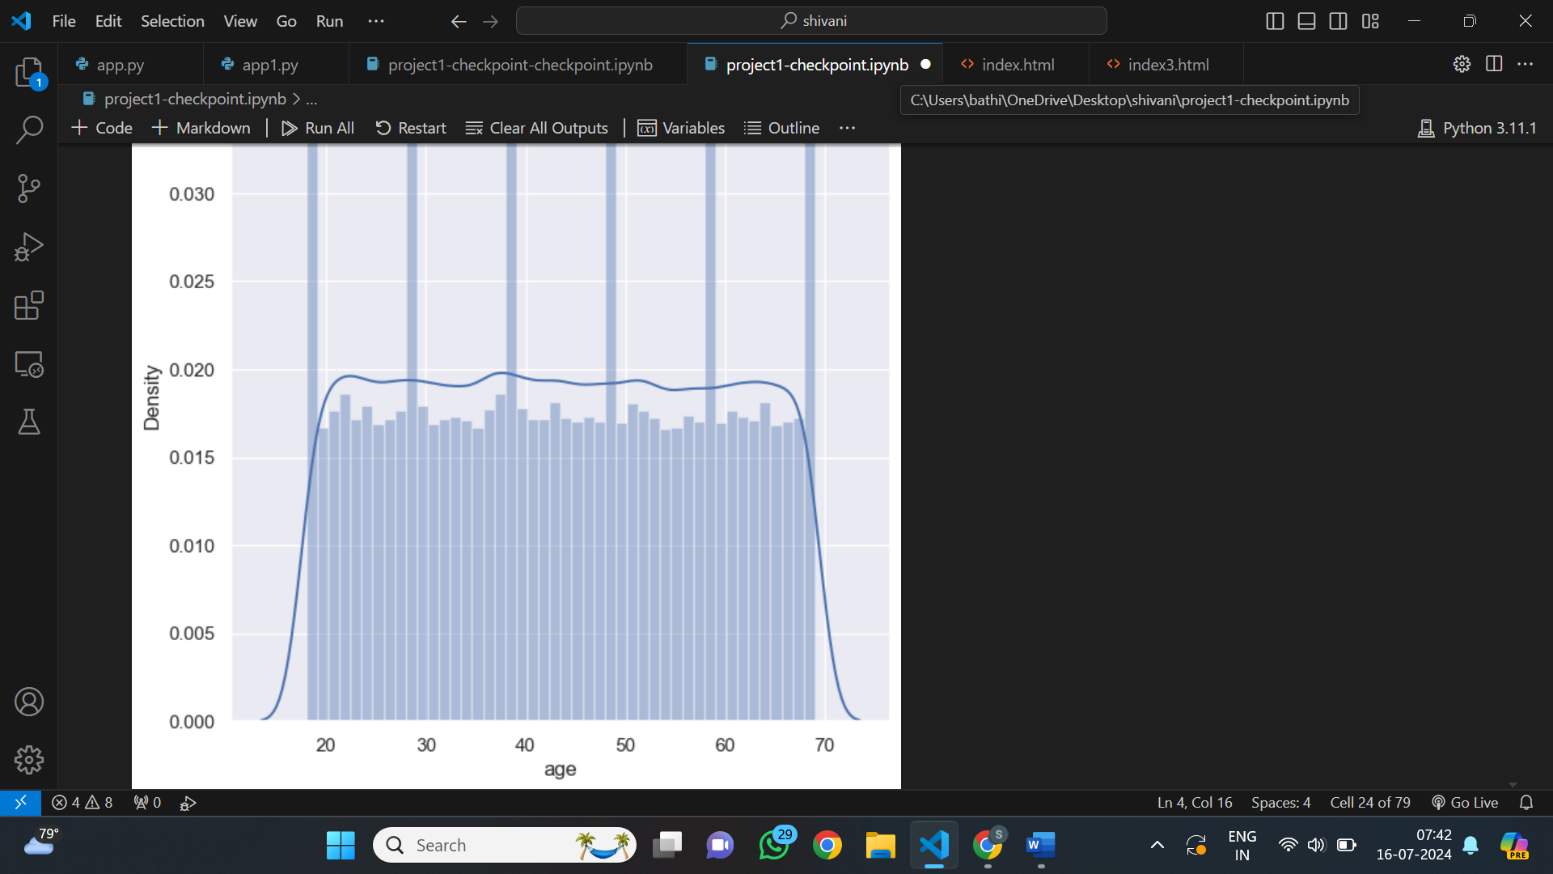 File Edit Selection View Go Run ··· shivani
1 app.py app1.py project1-checkpoint-checkpoint.ipynb project1-checkpoint.ipynb index.html index3.html
project1-checkpoint.ipynb > ...
C:\Users\bathi\OneDrive\Desktop\shivani\project1-checkpoint.ipynb
+ Code + Markdown Run All Restart Clear All Outputs Variables Outline ··· Python 3.11.1
0.030
0.025
0.020
0.015
0.010
0.005
0.000
Density
20 30 40 50 60 70
age
4 8 0 Ln 4, Col 16 Spaces: 4 Cell 24 of 79 Go Live
79° Search 29 S W ENG 07:42
IN 16-07-2024 PRE